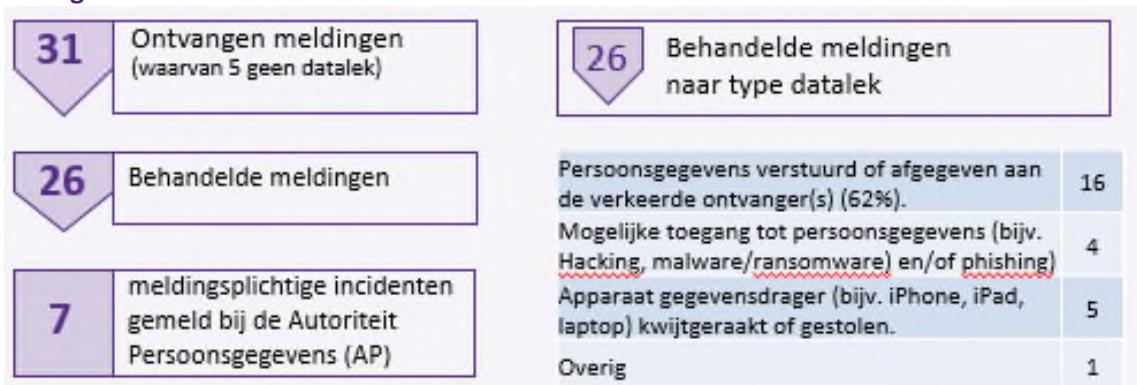 31
Ontvangen meldingen
(waarvan 5 geen datalek)
26
Behandelde meldingen
7
meldingsplichtige incidenten
gemeld bij de Autoriteit
Persoonsgegevens (AP)
26
Behandelde meldingen
naar type datalek
Persoonsgegevens verstuurd of afgegeven aan
de verkeerde ontvanger(s) (62%).
16
Mogelijke toegang tot persoonsgegevens (bijv.
Hacking, malware/ransomware) en/of phishing)
4
Apparaat gegevensdrager (bijv. iPhone, iPad,
laptop) kwijtgeraakt of gestolen.
5
Overig
1